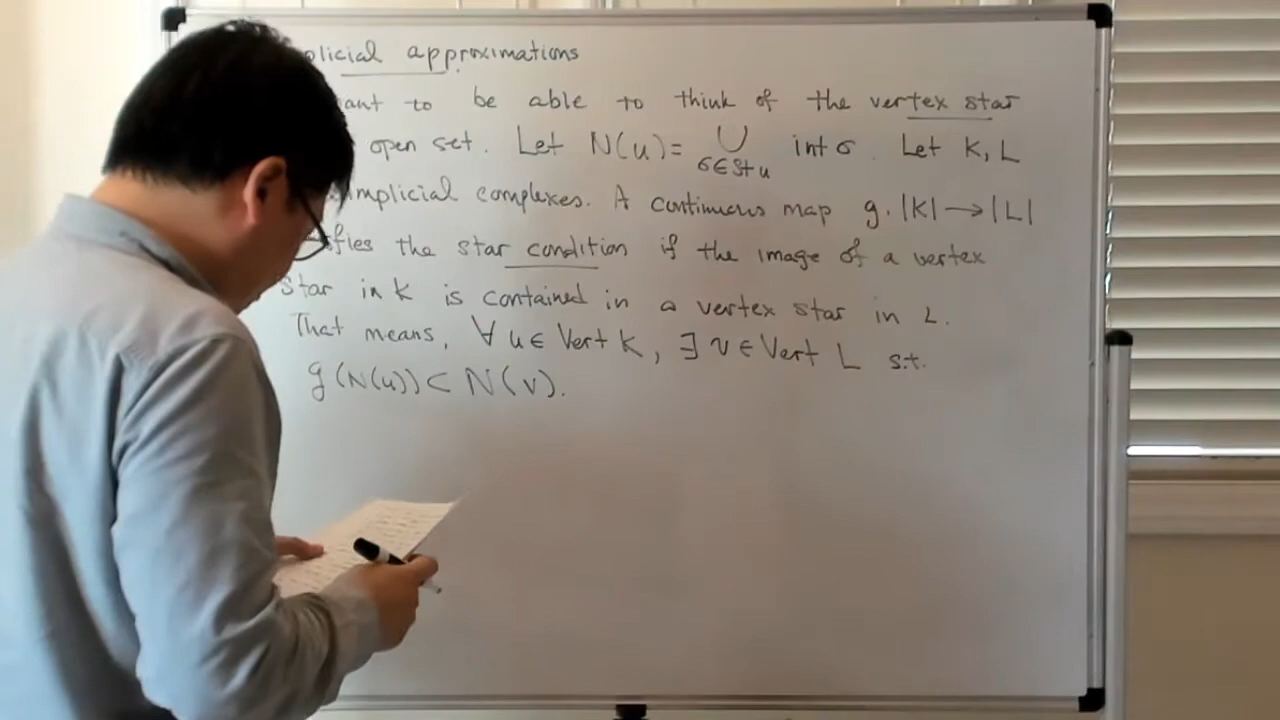 plicial approximations
ant to be able to think of the vertex star
open set. Let N(u)= ∪ int σ. Let K, L
σ∈St u
implicial complexes. A continuous map g: |K| → |L|
fies the star condition if the image of a vertex
star in K is contained in a vertex star in L.
That means, ∀ u ∈ Vert K, ∃ v ∈ Vert L s.t.
g(N(u)) ⊂ N(v).